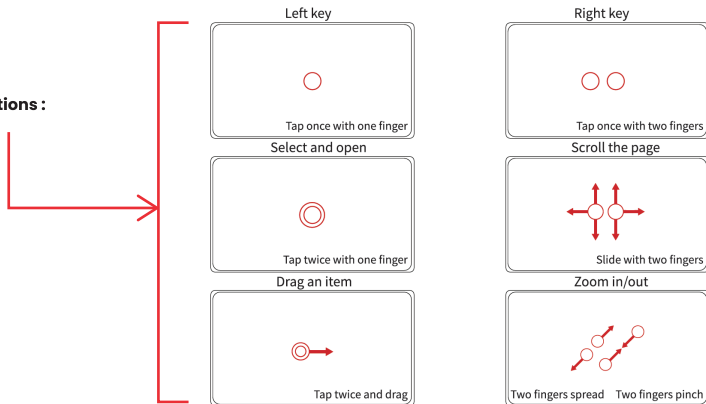 tions :
Left key
Tap once with one finger
Right key
Tap once with two fingers
Select and open
Tap twice with one finger
Scroll the page
Slide with two fingers
Drag an item
Tap twice and drag
Zoom in/out
Two fingers spread
Two fingers pinch